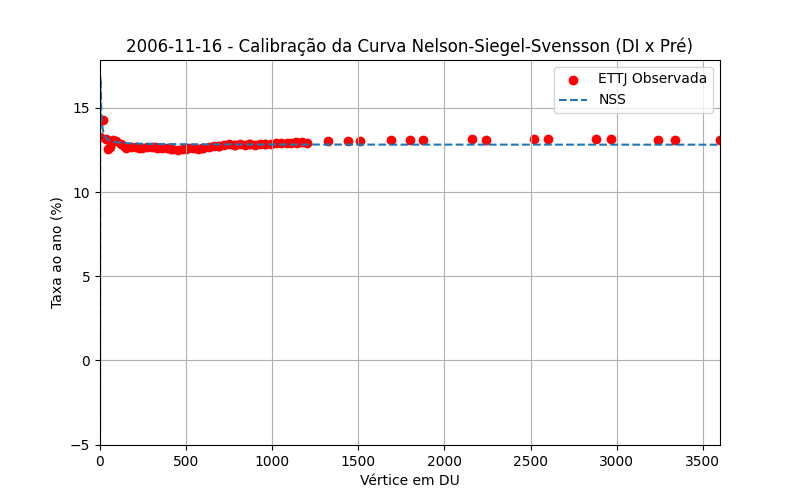 2006-11-16 - Calibração da Curva Nelson-Siegel-Svensson (DI x Pré)
ETTJ Observada
NSS
Taxa ao ano (%)
15
10
5
0
−5
0 500 1000 1500 2000 2500 3000 3500
Vértice em DU